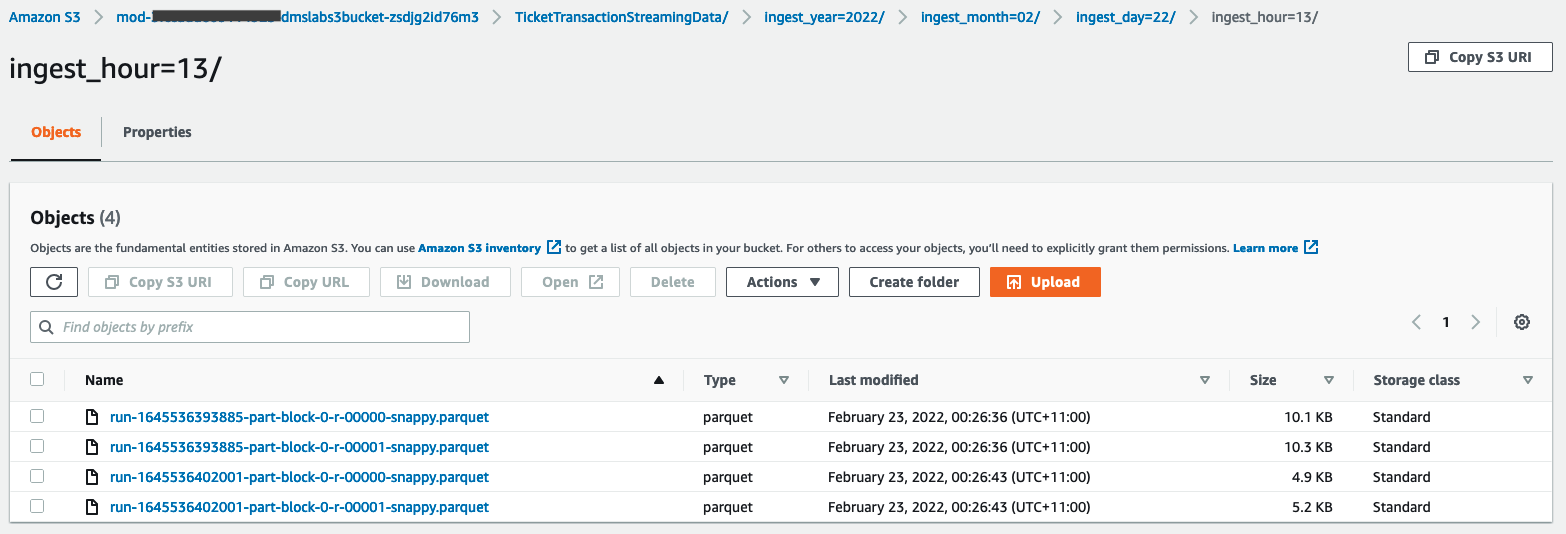 Amazon S3 > mod- dmslabs3bucket-zsdjg2id76m3 > TicketTransactionStreamingData/ > ingest_year=2022/ > ingest_month=02/ > ingest_day=22/ > ingest_hour=13/
ingest_hour=13/
Copy S3 URI
Objects Properties
Objects (4)
Objects are the fundamental entities stored in Amazon S3. You can use Amazon S3 inventory to get a list of all objects in your bucket. For others to access your objects, you'll need to explicitly grant them permissions. Learn more
Copy S3 URI Copy URL Download Open Delete Actions Create folder Upload
Find objects by prefix
1
Name Type Last modified Size Storage class
run-1645536393885-part-block-0-r-00000-snappy.parquet parquet February 23, 2022, 00:26:36 (UTC+11:00) 10.1 KB Standard
run-1645536393885-part-block-0-r-00001-snappy.parquet parquet February 23, 2022, 00:26:36 (UTC+11:00) 10.3 KB Standard
run-1645536402001-part-block-0-r-00000-snappy.parquet parquet February 23, 2022, 00:26:43 (UTC+11:00) 4.9 KB Standard
run-1645536402001-part-block-0-r-00001-snappy.parquet parquet February 23, 2022, 00:26:43 (UTC+11:00) 5.2 KB Standard